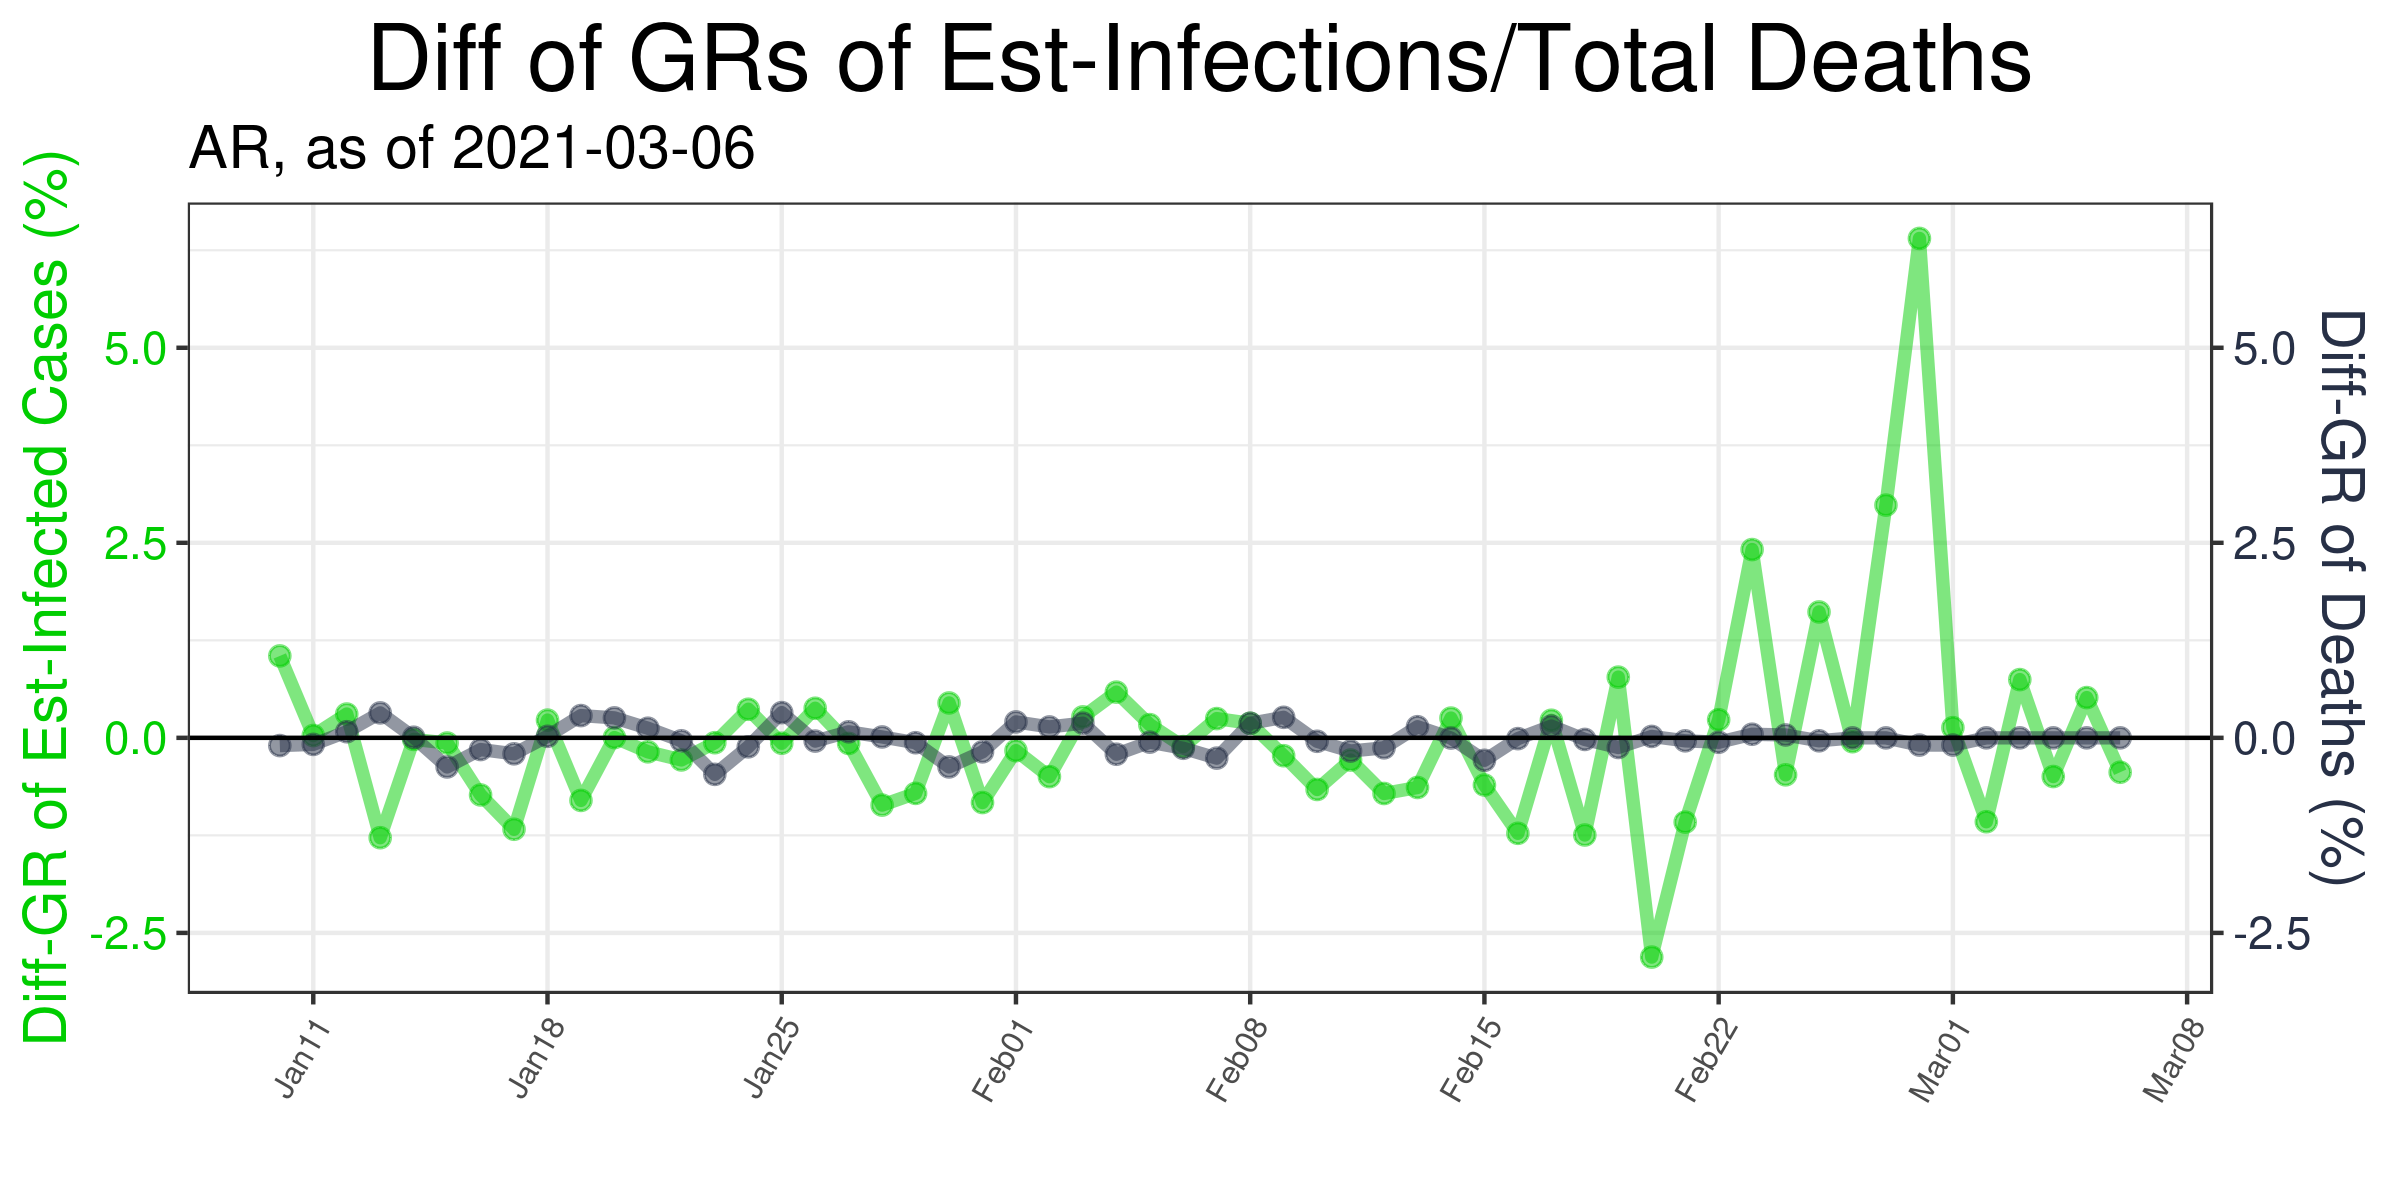 Diff of GRs of Est-Infections/Total Deaths
AR, as of 2021-03-06
Diff-GR of Est-Infected Cases (%)
5.0
2.5
0.0
-2.5
5.0
2.5
0.0
-2.5
Diff-GR of Deaths (%)
Jan11
Jan18
Jan25
Feb01
Feb08
Feb15
Feb22
Mar01
Mar08